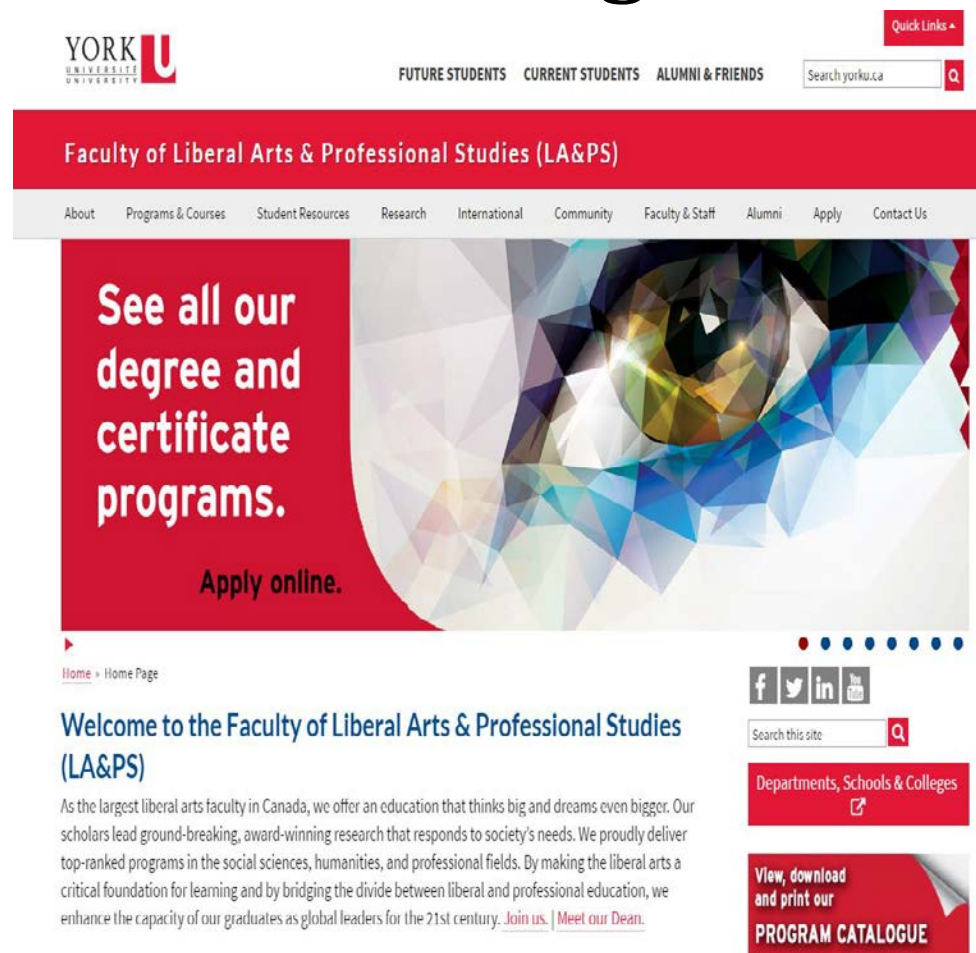 Quick Links
YORK U
UNIVERSITÉ
UNIVERSITY
FUTURE STUDENTS CURRENT STUDENTS ALUMNI & FRIENDS
Search yorku.ca
Faculty of Liberal Arts & Professional Studies (LA&PS)
About Programs & Courses Student Resources Research International Community Faculty & Staff Alumni Apply Contact Us
See all our
degree and
certificate
programs.
Apply online.
Home » Home Page
f in You Tube
Welcome to the Faculty of Liberal Arts & Professional Studies
(LA&PS)
As the largest liberal arts faculty in Canada, we offer an education that thinks big and dreams even bigger. Our
scholars lead ground-breaking, award-winning research that responds to society's needs. We proudly deliver
top-ranked programs in the social sciences, humanities, and professional fields. By making the liberal arts a
critical foundation for learning and by bridging the divide between liberal and professional education, we
enhance the capacity of our graduates as global leaders for the 21st century. Join us. | Meet our Dean.
Search this site
Departments, Schools & Colleges
View, download
and print our
PROGRAM CATALOGUE